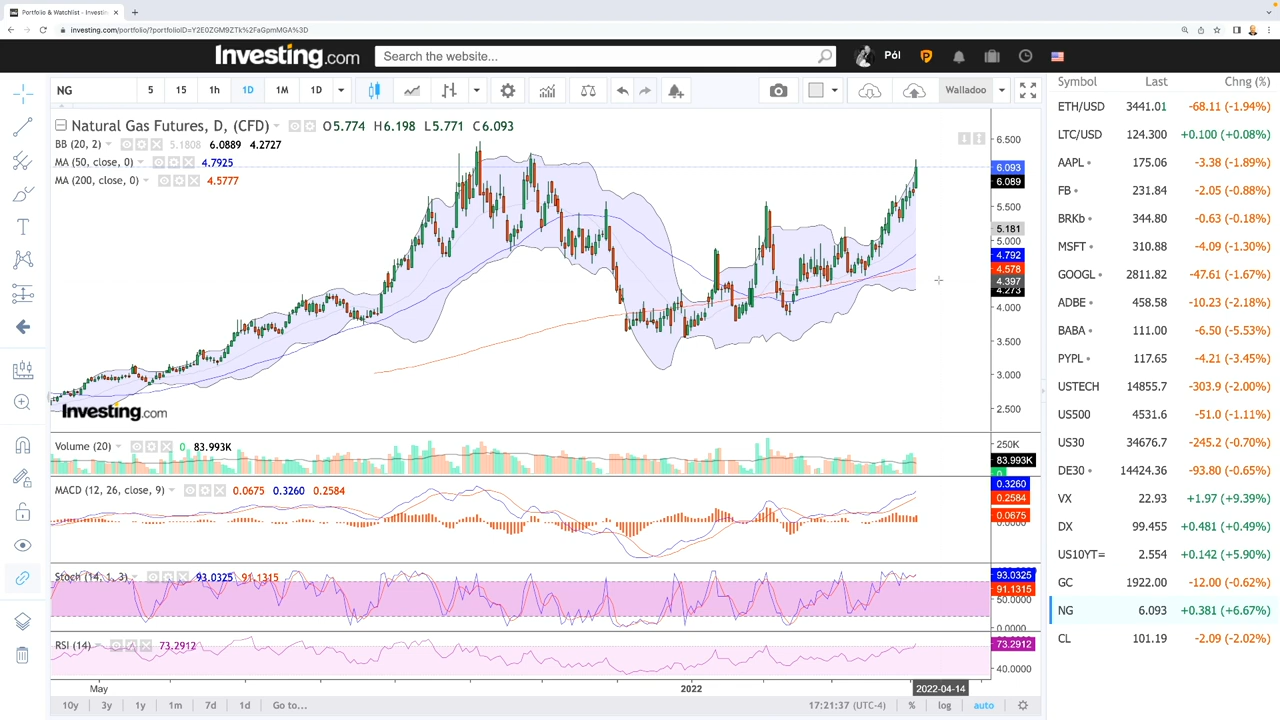 Portfolio & Watchlist - Investin
investing.com/portfolio/?portfolioID=Y2E0ZGM9ZTk%2FaGpmMGA%3D
Investing.com Search the website... Pól
NG 5 15 1h 1D 1M 1D Walladoo
Natural Gas Futures, D, (CFD) O5.774 H6.198 L5.771 C6.093
BB (20, 2) 5.1808 6.0889 4.2727
MA (50, close, 0) 4.7925
MA (200, close, 0) 4.5777
6.500
6.093
6.089
5.500
5.181
5.000
4.792
4.578
4.397
4.273
4.000
3.500
3.000
2.500
Investing.com
Volume (20) 0 83.993K
250K
83.993K
0
MACD (12, 26, close, 9) 0.0675 0.3260 0.2584
0.3260
0.2584
0.0675
0.0000
Stoch (14, 1, 3) 93.0325 91.1315
93.0325
91.1315
50.0000
0.0000
RSI (14) 73.2912
73.2912
40.0000
May 2022 2022-04-14
10y 3y 1y 1m 7d 1d Go to... 17:21:37 (UTC-4) % log auto
Symbol Last Chng (%)
ETH/USD 3441.01 -68.11 (-1.94%)
LTC/USD 124.300 +0.100 (+0.08%)
AAPL 175.06 -3.38 (-1.89%)
FB 231.84 -2.05 (-0.88%)
BRKb 344.80 -0.63 (-0.18%)
MSFT 310.88 -4.09 (-1.30%)
GOOGL 2811.82 -47.61 (-1.67%)
ADBE 458.58 -10.23 (-2.18%)
BABA 111.00 -6.50 (-5.53%)
PYPL 117.65 -4.21 (-3.45%)
USTECH 14855.7 -303.9 (-2.00%)
US500 4531.6 -51.0 (-1.11%)
US30 34676.7 -245.2 (-0.70%)
DE30 14424.36 -93.80 (-0.65%)
VX 22.93 +1.97 (+9.39%)
DX 99.455 +0.481 (+0.49%)
US10YT= 2.554 +0.142 (+5.90%)
GC 1922.00 -12.00 (-0.62%)
NG 6.093 +0.381 (+6.67%)
CL 101.19 -2.09 (-2.02%)